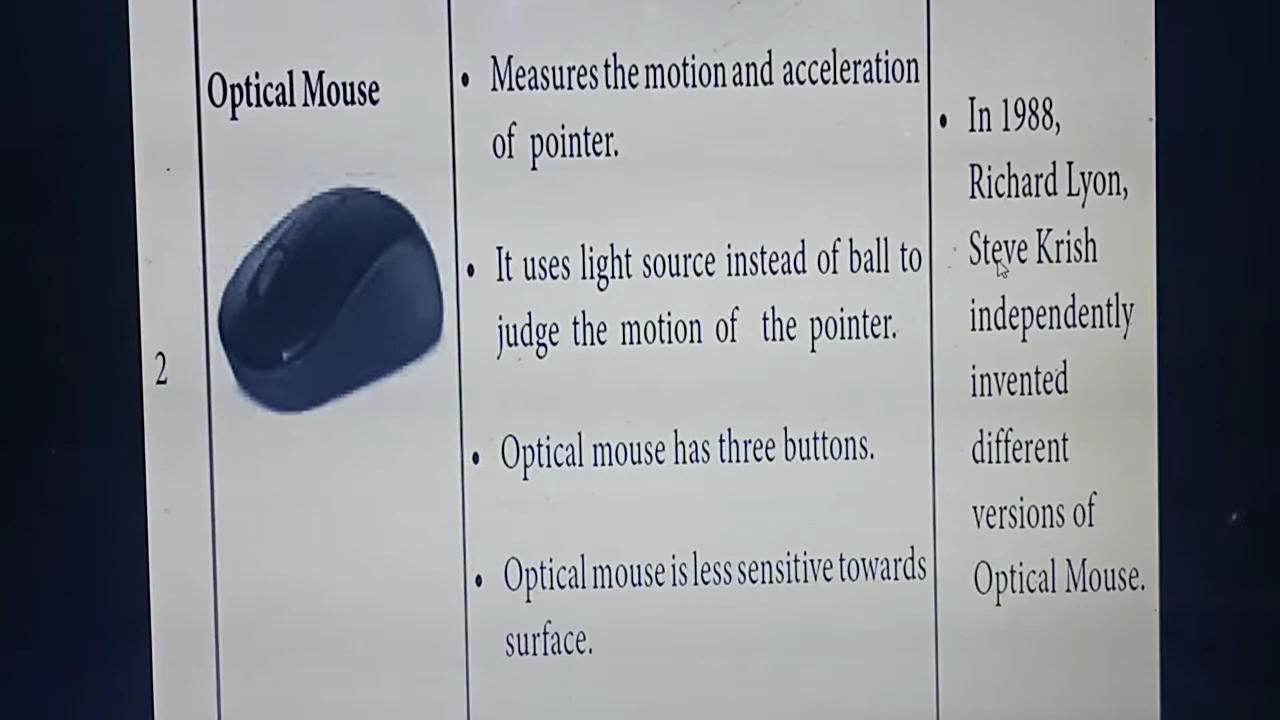 2
Optical Mouse
• Measures the motion and acceleration
of pointer.
• It uses light source instead of ball to
judge the motion of the pointer.
• Optical mouse has three buttons.
• Optical mouse is less sensitive towards
surface.
• In 1988,
Richard Lyon,
Steve Krish
independently
invented
different
versions of
Optical Mouse.